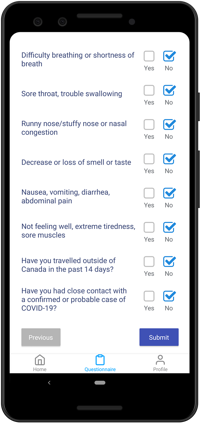 Difficulty breathing or shortness of
breath
Yes No
Sore throat, trouble swallowing
Yes No
Runny nose/stuffy nose or nasal
congestion
Yes No
Decrease or loss of smell or taste
Yes No
Nausea, vomiting, diarrhea,
abdominal pain
Yes No
Not feeling well, extreme tiredness,
sore muscles
Yes No
Have you travelled outside of
Canada in the past 14 days?
Yes No
Have you had close contact with
a confirmed or probable case of
COVID-19?
Yes No
Previous Submit
Home Questionnaire Profile